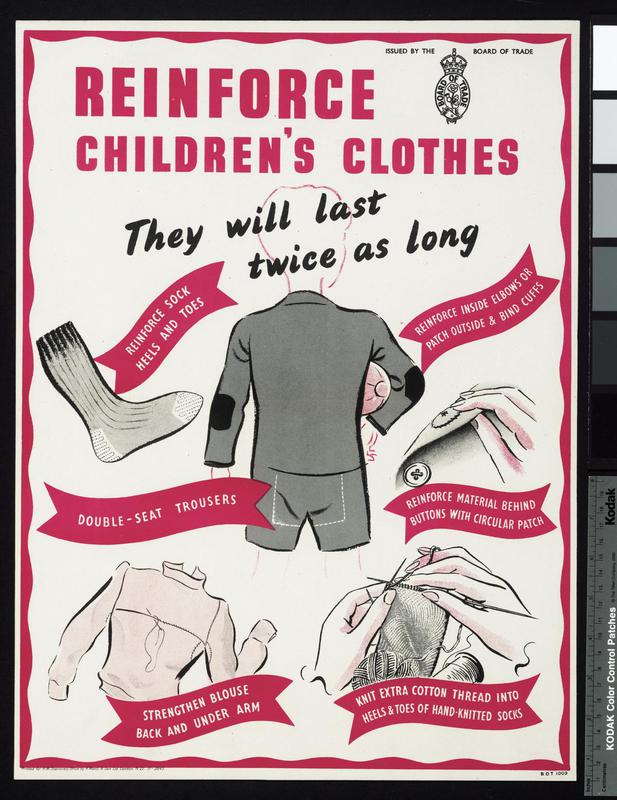 ISSUED BY THE BOARD OF TRADE
BOARD OF TRADE
REINFORCE
CHILDREN'S CLOTHES
They will last
twice as long
REINFORCE SOCK
HEELS AND TOES
REINFORCE INSIDE ELBOWS OR
PATCH OUTSIDE & BIND CUFFS
DOUBLE-SEAT TROUSERS
REINFORCE MATERIAL BEHIND
BUTTONS WITH CIRCULAR PATCH
STRENGTHEN BLOUSE
BACK AND UNDER ARM
KNIT EXTRA COTTON THREAD INTO
HEELS & TOES OF HAND-KNITTED SOCKS
B.O.T. 1009
Kodak
KODAK Color Control Patches